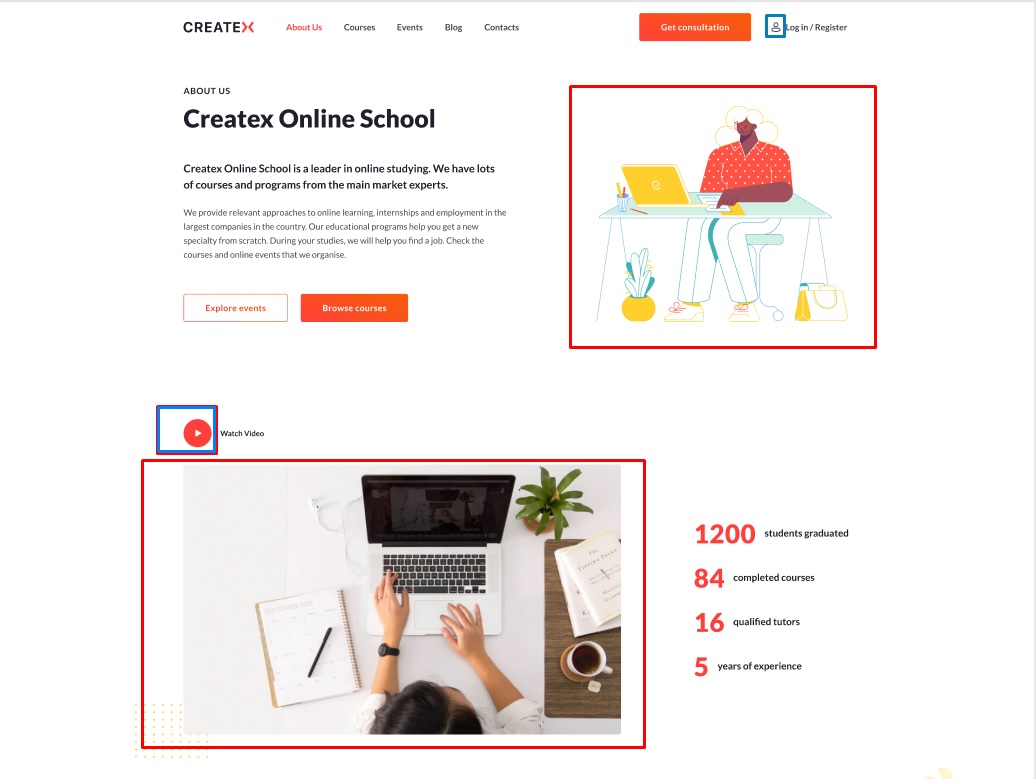 CREATEX
About Us
Courses
Events
Blog
Contacts
Get consultation
Log in / Register
ABOUT US
Createx Online School
Createx Online School is a leader in online studying. We have lots
of courses and programs from the main market experts.
We provide relevant approaches to online learning, internships and employment in the
largest companies in the country. Our educational programs help you get a new
specialty from scratch. During your studies, we will help you find a job. Check the
courses and online events that we organise.
Explore events
Browse courses
Watch Video
1200 students graduated
84 completed courses
16 qualified tutors
5 years of experience